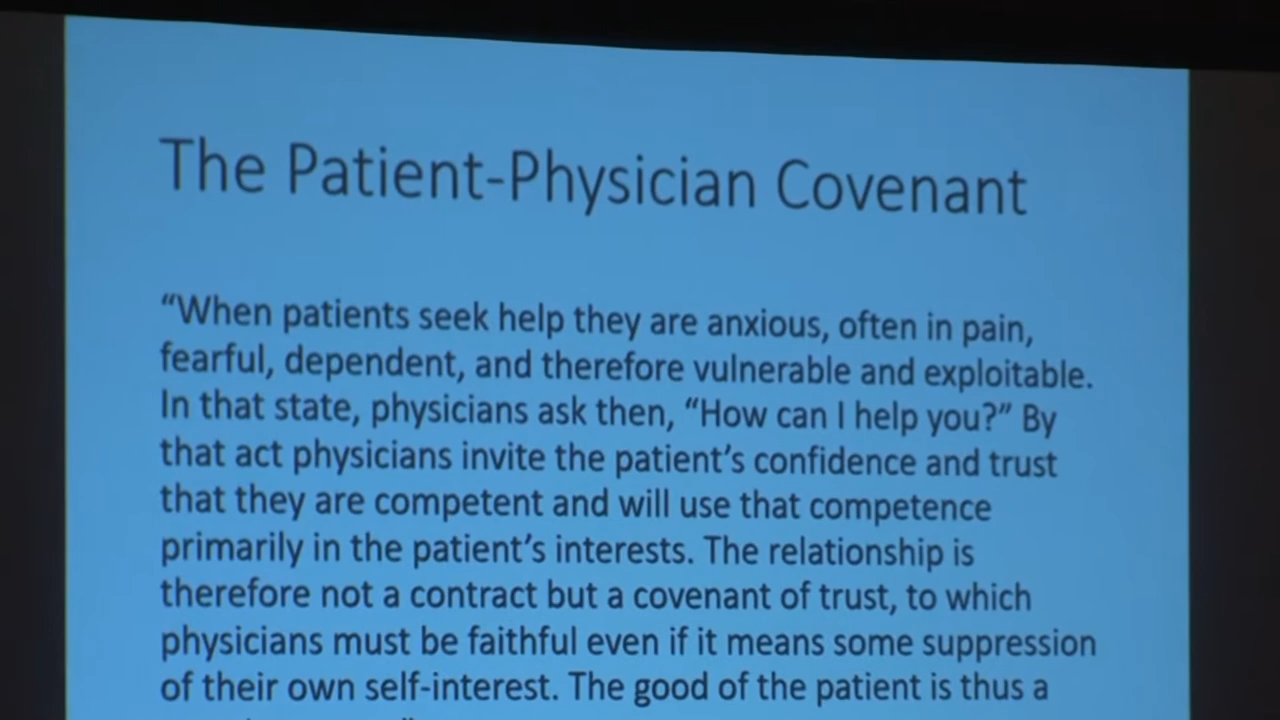 The Patient-Physician Covenant
“When patients seek help they are anxious, often in pain,
fearful, dependent, and therefore vulnerable and exploitable.
In that state, physicians ask then, “How can I help you?” By
that act physicians invite the patient’s confidence and trust
that they are competent and will use that competence
primarily in the patient’s interests. The relationship is
therefore not a contract but a covenant of trust, to which
physicians must be faithful even if it means some suppression
of their own self-interest. The good of the patient is thus a